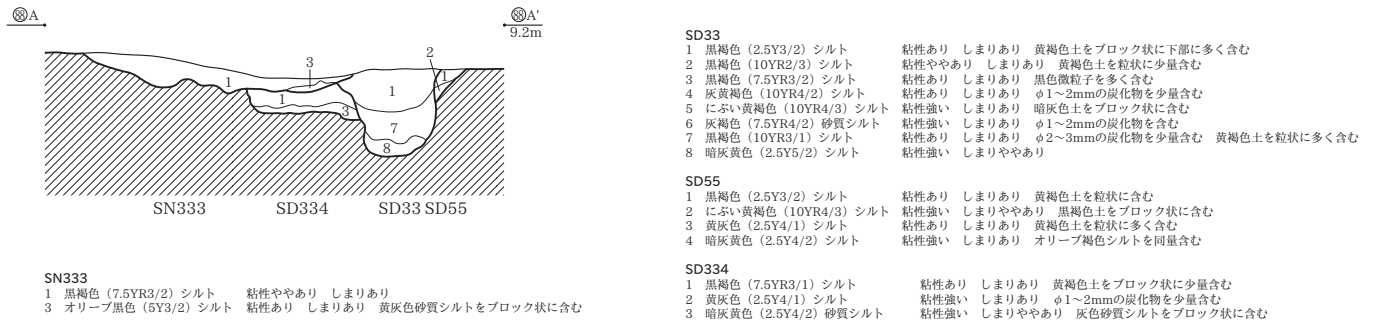 ㊳A
㊳A'
9.2m
3
2
1
1
1
1
3
7
8
SN333
SD334
SD33 SD55
SN333
1 黒褐色（7.5YR3/2）シルト 粘性ややあり しまりあり
3 オリーブ黒色（5Y3/2）シルト 粘性あり しまりあり 黄灰色砂質シルトをブロック状に含む
SD33
1 黒褐色（2.5Y3/2）シルト 粘性あり しまりあり 黄褐色土をブロック状に下部に多く含む
2 黒褐色（10YR2/3）シルト 粘性ややあり しまりあり 黄褐色土を粒状に少量含む
3 黒褐色（7.5YR3/2）シルト 粘性あり しまりあり 黒色微粒子を多く含む
4 灰黄褐色（10YR4/2）シルト 粘性あり しまりあり φ1〜2mmの炭化物を少量含む
5 にぶい黄褐色（10YR4/3）シルト 粘性強い しまりあり 暗灰色土をブロック状に含む
6 灰褐色（7.5YR4/2）砂質シルト 粘性強い しまりあり φ1〜2mmの炭化物を含む
7 黒褐色（10YR3/1）シルト 粘性あり しまりあり φ2〜3mmの炭化物を少量含む 黄褐色土を粒状に多く含む
8 暗灰黄色（2.5Y5/2）シルト 粘性強い しまりややあり
SD55
1 黒褐色（2.5Y3/2）シルト 粘性あり しまりあり 黄褐色土を粒状に含む
2 にぶい黄褐色（10YR4/3）シルト 粘性強い しまりややあり 黒褐色土をブロック状に含む
3 黄灰色（2.5Y4/1）シルト 粘性あり しまりあり 黄褐色土を粒状に多く含む
4 暗灰黄色（2.5Y4/2）シルト 粘性強い しまりあり オリーブ褐色シルトを同量含む
SD334
1 黒褐色（7.5YR3/1）シルト 粘性あり しまりあり 黄褐色土をブロック状に少量含む
2 黄灰色（2.5Y4/1）シルト 粘性強い しまりあり φ1〜2mmの炭化物を少量含む
3 暗灰黄色（2.5Y4/2）砂質シルト 粘性強い しまりややあり 灰色砂質シルトをブロック状に含む